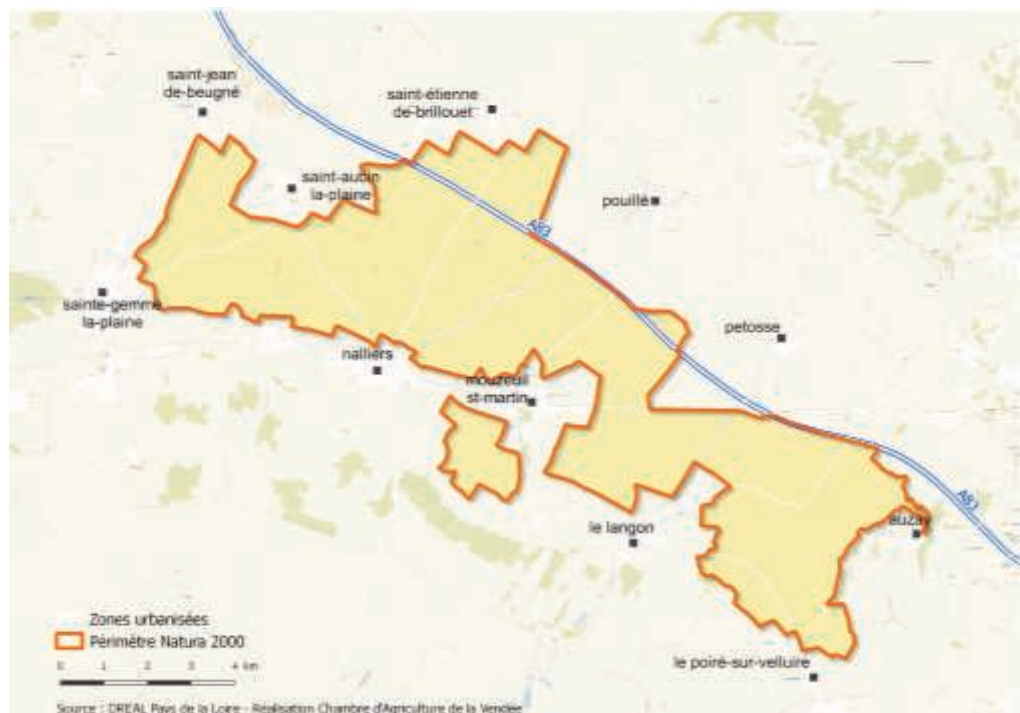 saint-jean
de-beugné
saint-étienne
de-brillouet
saint-aubin
la-plaine
pouillé
A83
sainte-gemme
la-plaine
petosse
nalliers
mouzeuil
st-martin
A83
le langon
auzay
Zones urbanisées
Périmètre Natura 2000
0 1 2 3 4 km
le poiré-sur-velluire
Source : DREAL Pays de la Loire - Réalisation Chambre d'Agriculture de la Vendée